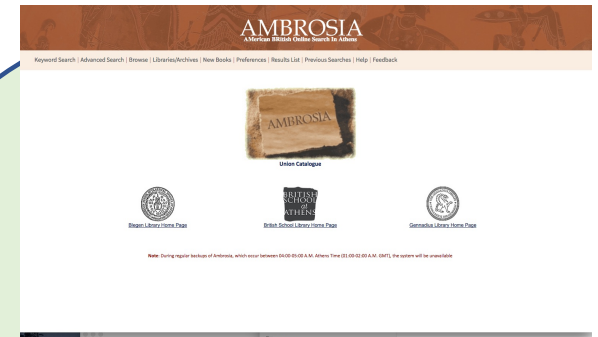 AMBROSIA
AMerican BRitish Online Search In Athens
Keyword Search | Advanced Search | Browse | Libraries/Archives | New Books | Preferences | Results List | Previous Searches | Help | Feedback
AMBROSIA
Union Catalogue
BRITISH
SCHOOL
at
ATHENS
Blegen Library Home Page
British School Library Home Page
Gennadius Library Home Page
Note: During regular backups of Ambrosia, which occur between 04:00-05:00 A.M. Athens Time (01:00-02:00 A.M. GMT), the system will be unavailable